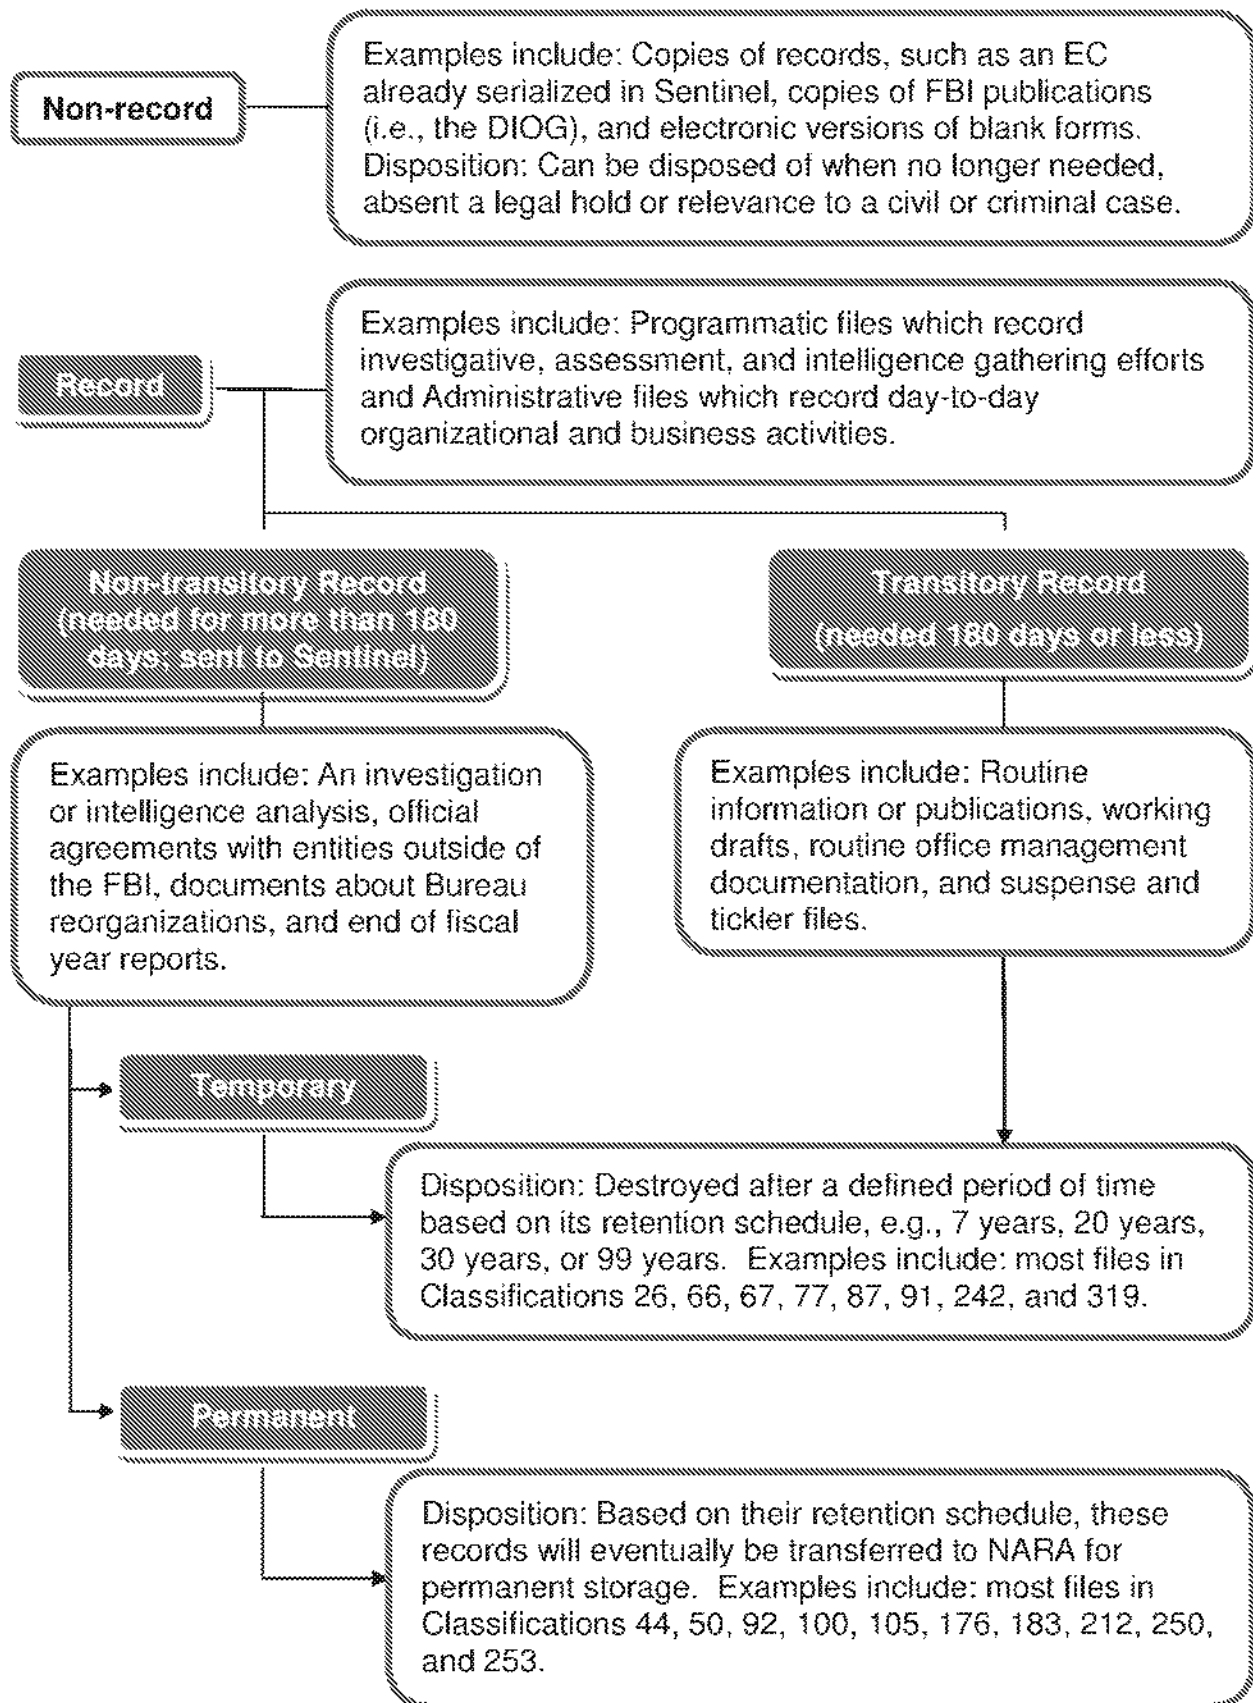 Non-record
Examples include: Copies of records, such as an EC
already serialized in Sentinel, copies of FBI publications
(i.e., the DIOG), and electronic versions of blank forms.
Disposition: Can be disposed of when no longer needed,
absent a legal hold or relevance to a civil or criminal case.
Record
Examples include: Programmatic files which record
investigative, assessment, and intelligence gathering efforts
and Administrative files which record day-to-day
organizational and business activities.
Non-transitory Record
(needed for more than 180
days; sent to Sentinel)
Transitory Record
(needed 180 days or less)
Examples include: An investigation
or intelligence analysis, official
agreements with entities outside of
the FBI, documents about Bureau
reorganizations, and end of fiscal
year reports.
Examples include: Routine
information or publications, working
drafts, routine office management
documentation, and suspense and
tickler files.
Temporary
Disposition: Destroyed after a defined period of time
based on its retention schedule, e.g., 7 years, 20 years,
30 years, or 99 years.  Examples include: most files in
Classifications 26, 66, 67, 77, 87, 91, 242, and 319.
Permanent
Disposition: Based on their retention schedule, these
records will eventually be transferred to NARA for
permanent storage.  Examples include: most files in
Classifications 44, 50, 92, 100, 105, 176, 183, 212, 250,
and 253.